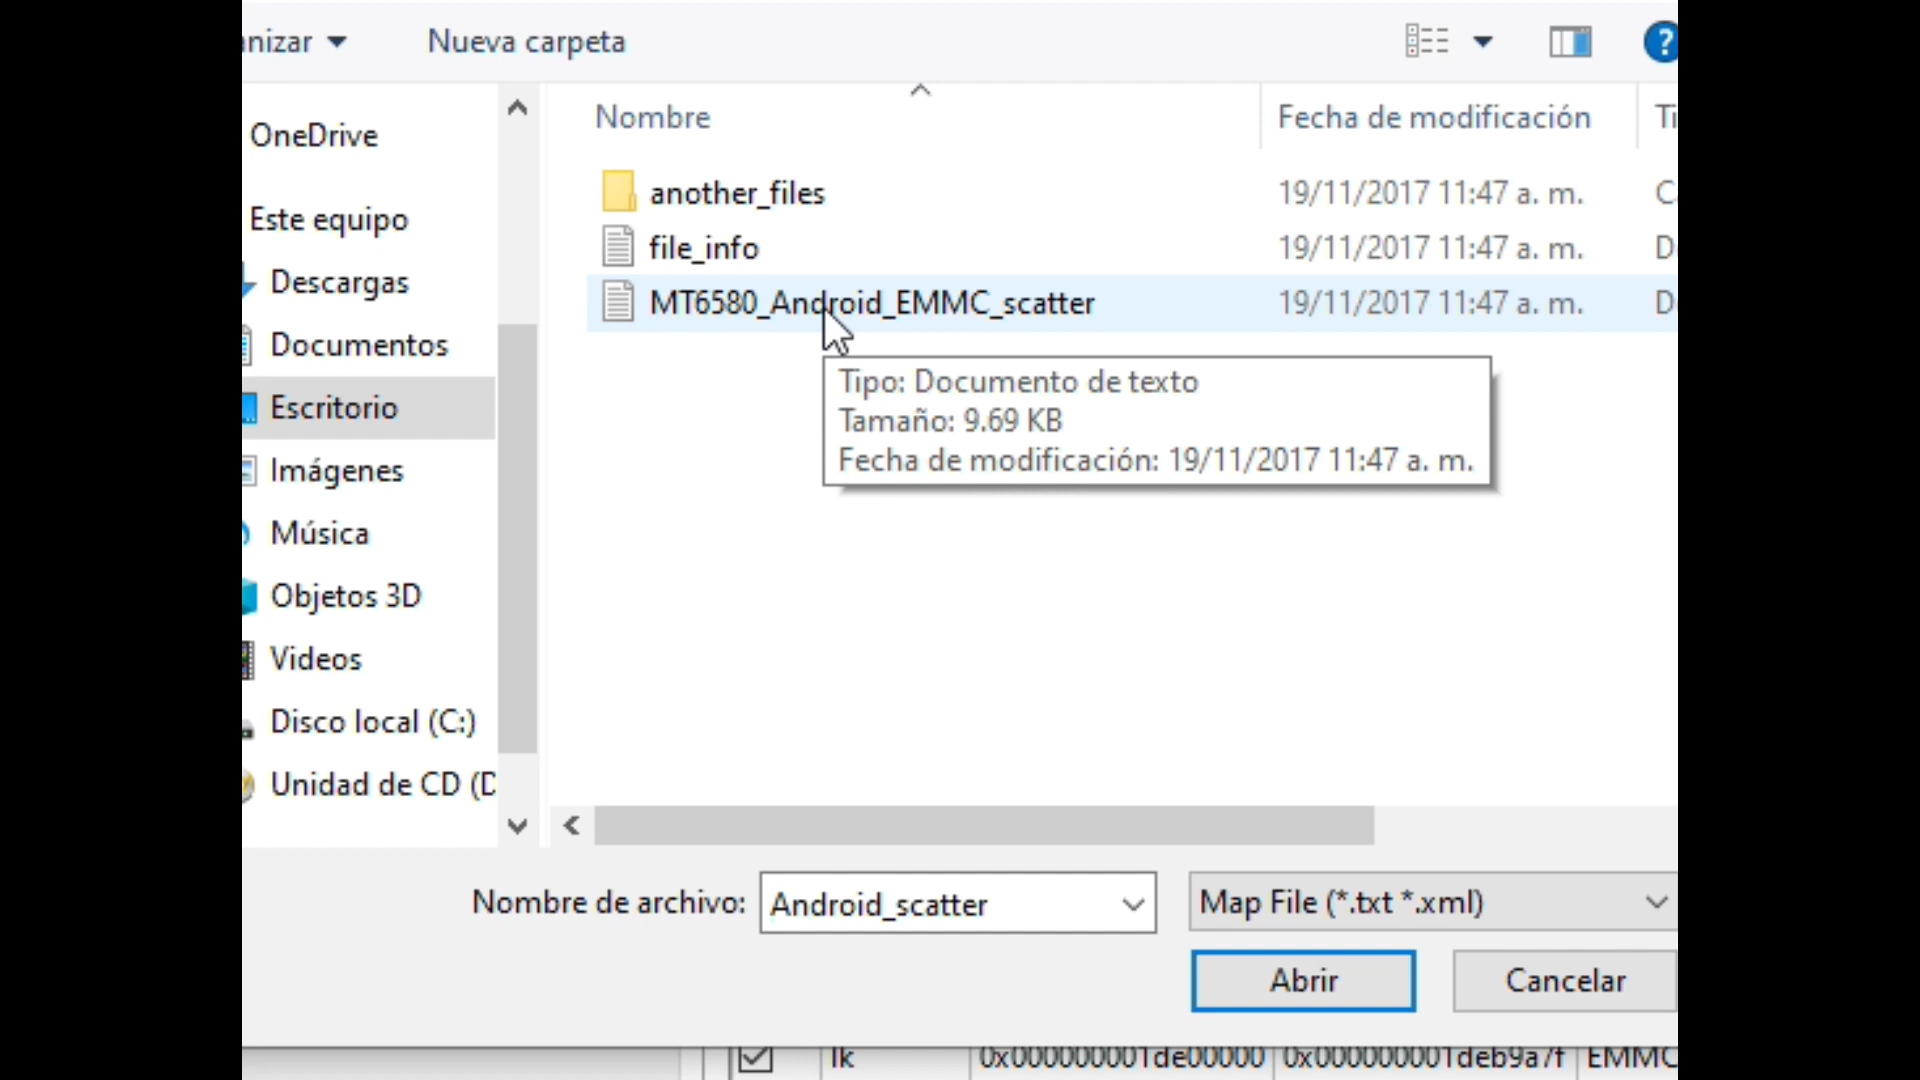 Nueva carpeta
?
Nombre
Fecha de modificación
OneDrive
Este equipo
Descargas
Documentos
Escritorio
Imágenes
Música
Objetos 3D
Videos
Disco local (C:)
Unidad de CD (D
another_files 19/11/2017 11:47 a. m.
file_info 19/11/2017 11:47 a. m.
MT6580_Android_EMMC_scatter 19/11/2017 11:47 a. m.
Tipo: Documento de texto
Tamaño: 9.69 KB
Fecha de modificación: 19/11/2017 11:47 a. m.
Nombre de archivo: Android_scatter
Map File (*.txt *.xml)
Abrir
Cancelar
lk 0x000000001de00000 0x000000001deb9a7f EMMC